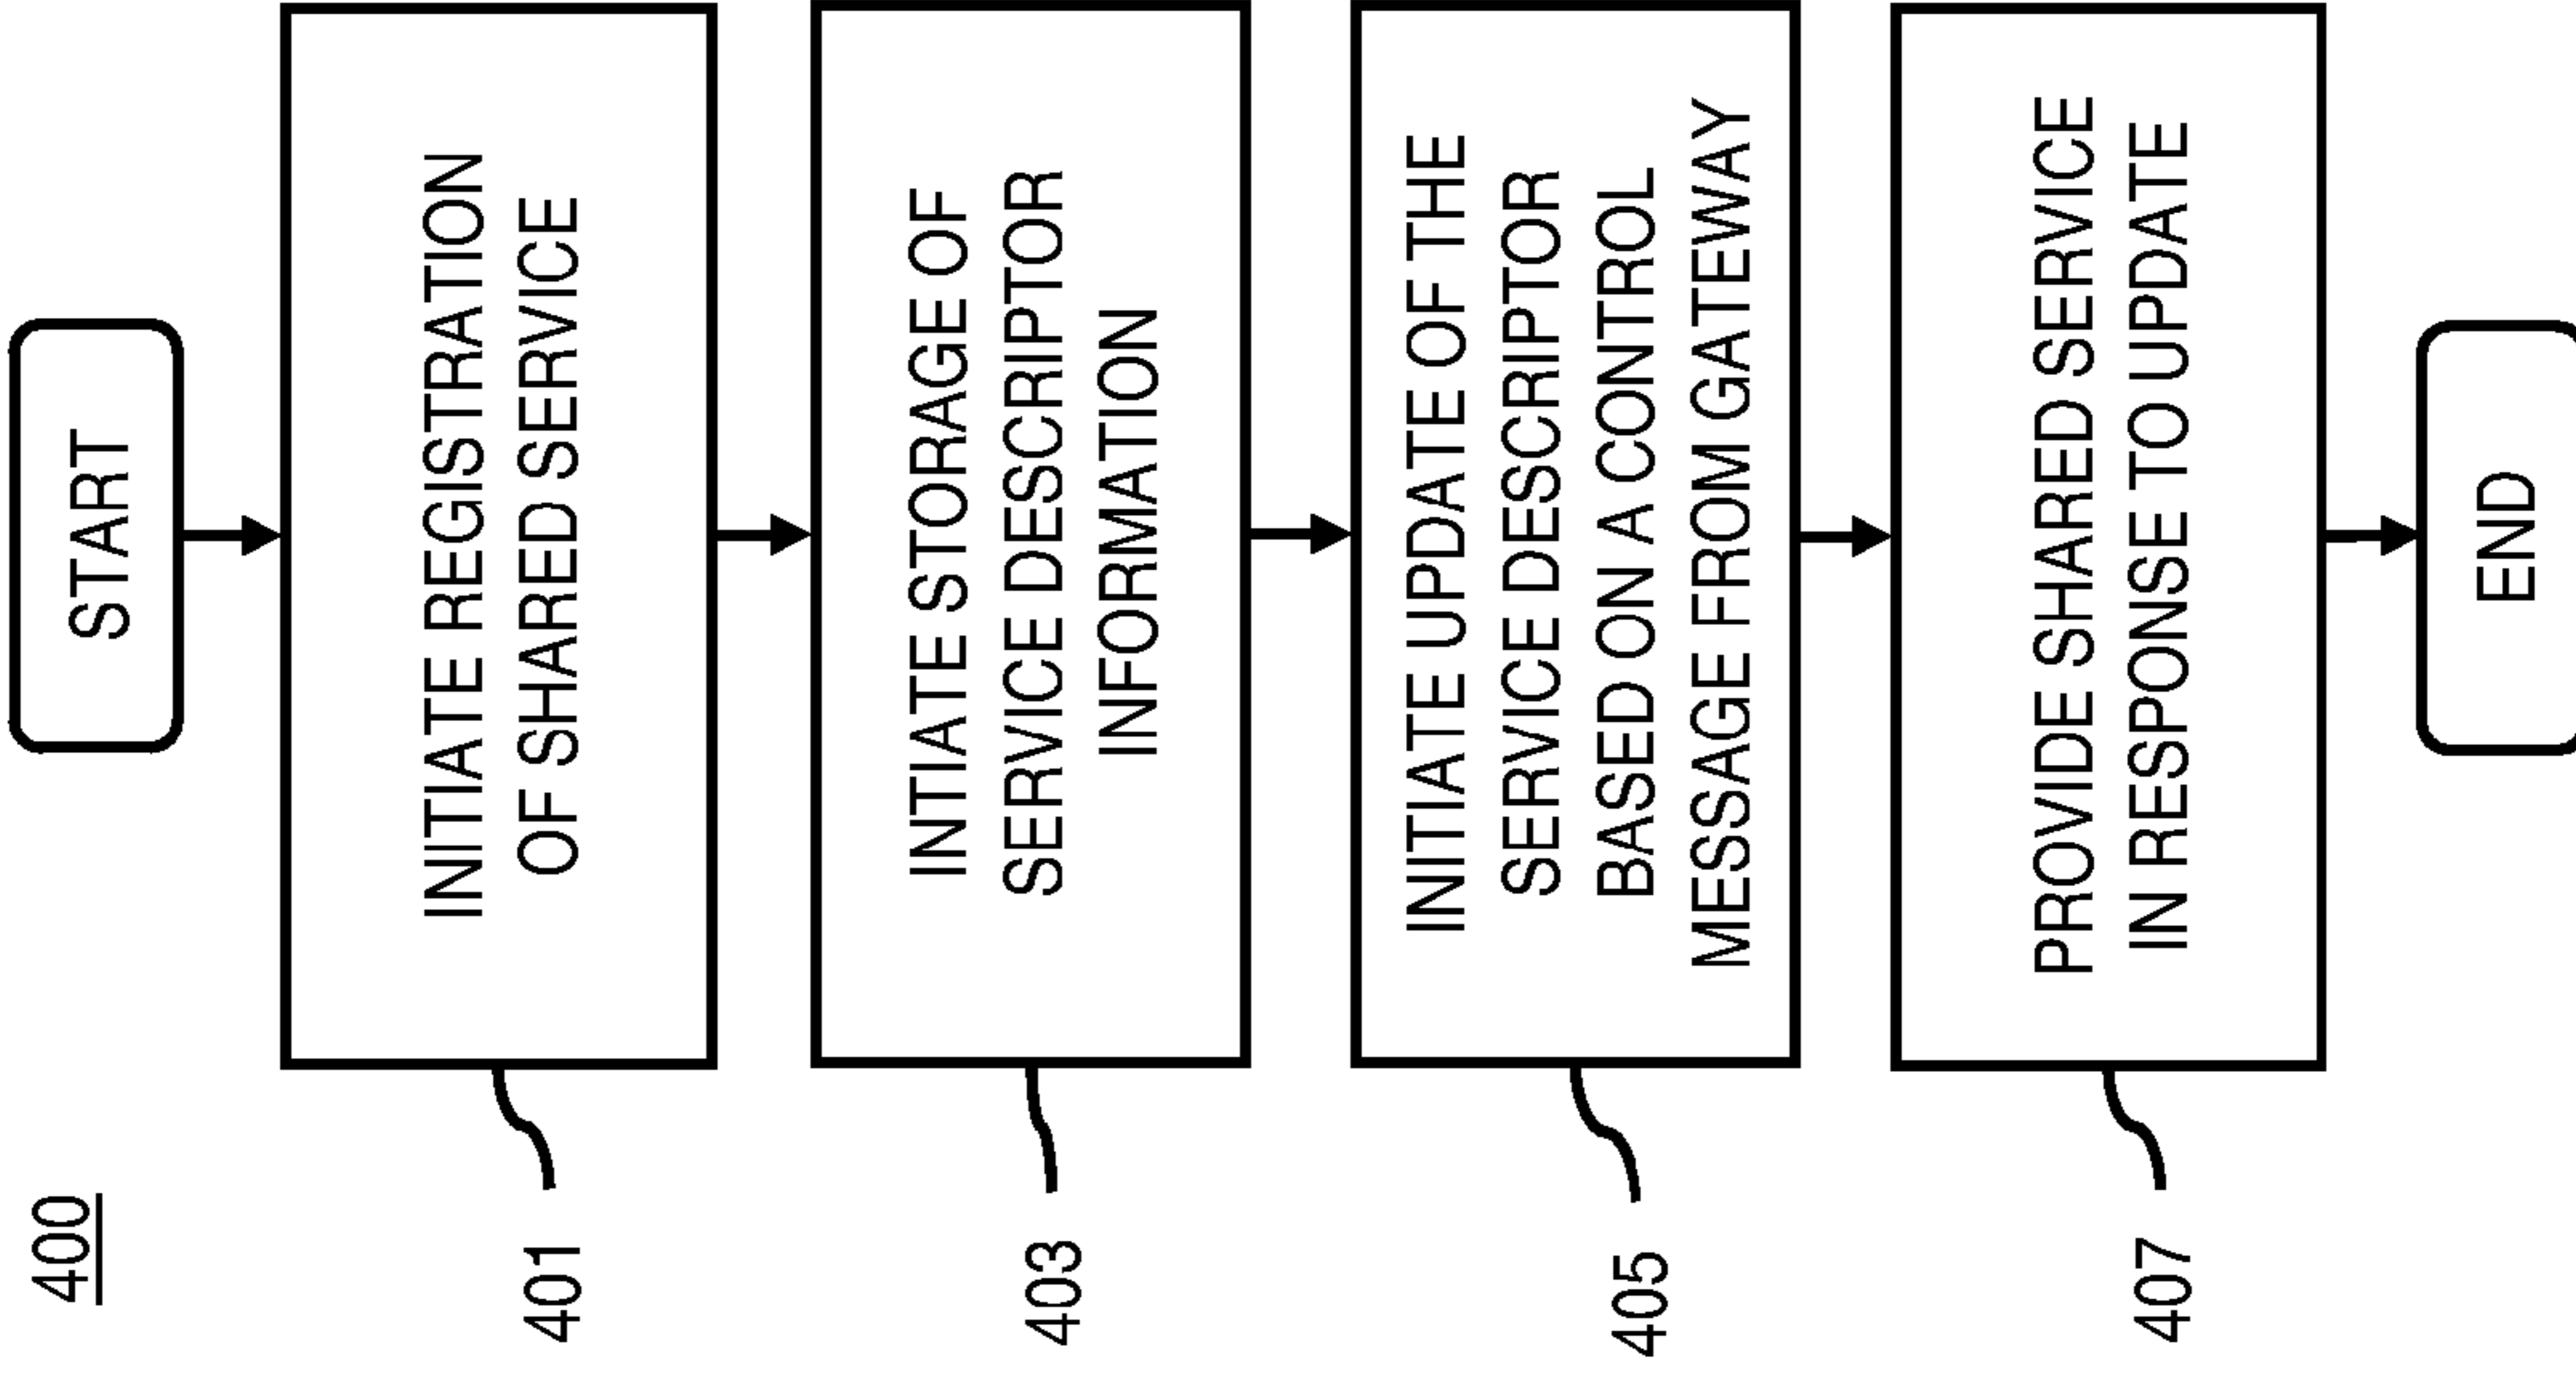 400
START
INITIATE REGISTRATION
OF SHARED SERVICE
401
INTIATE STORAGE OF
SERVICE DESCRIPTOR
INFORMATION
403
INITIATE UPDATE OF THE
SERVICE DESCRIPTOR
BASED ON A CONTROL
MESSAGE FROM GATEWAY
405
PROVIDE SHARED SERVICE
IN RESPONSE TO UPDATE
407
END